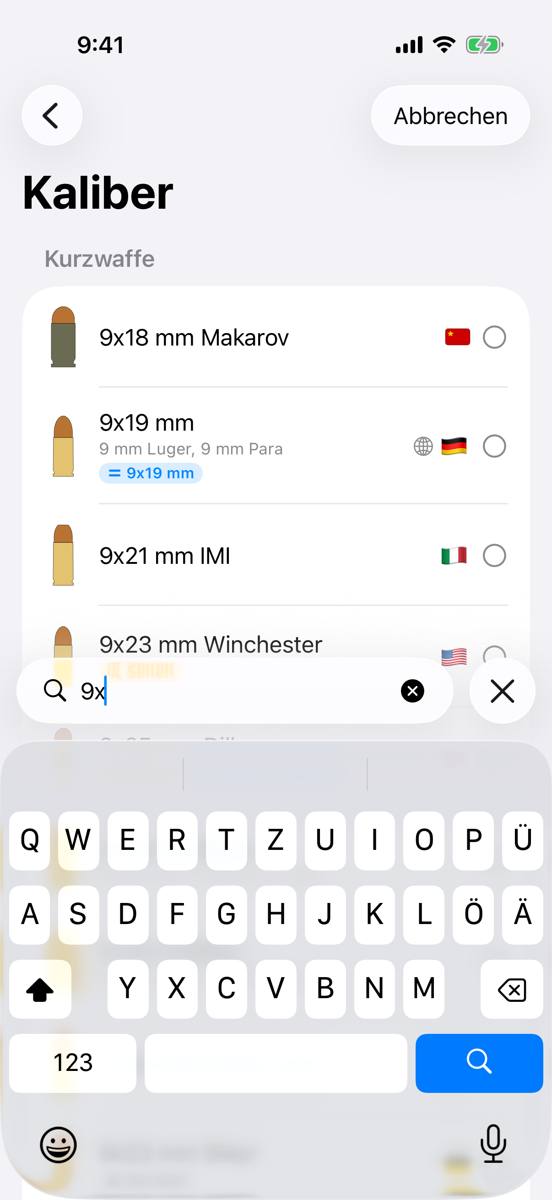 9:41
Abbrechen
Kaliber
Kurzwaffe
9x18 mm Makarov
9x19 mm
9 mm Luger, 9 mm Para
= 9x19 mm
9x21 mm IMI
9x23 mm Winchester
9x
Q W E R T Z U I O P Ü
A S D F G H J K L Ö Ä
Y X C V B N M
123